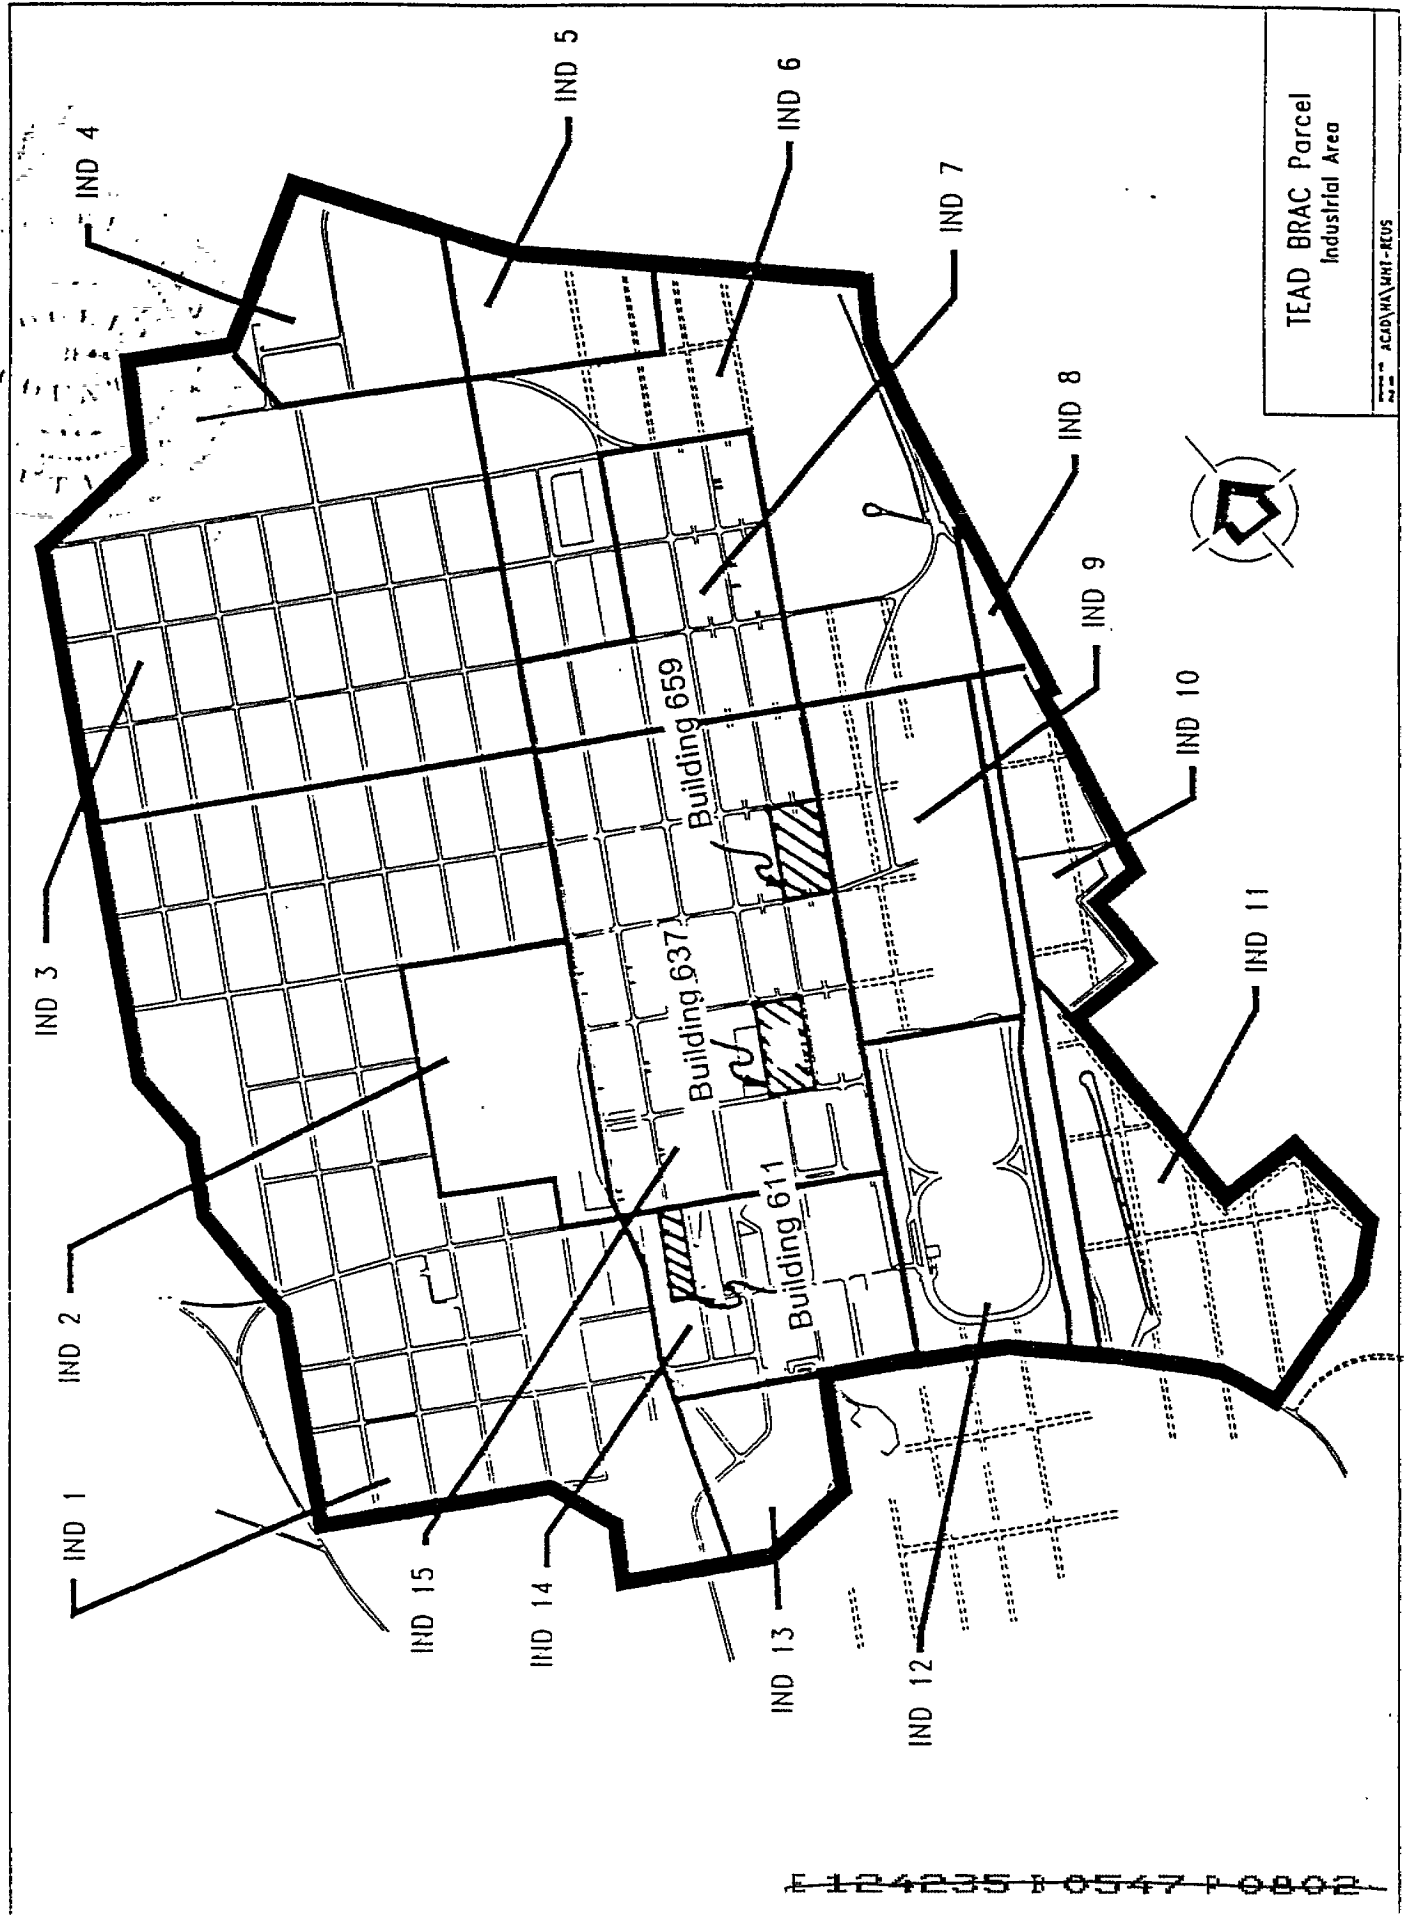 IND 1
IND 2
IND 3
IND 4
IND 5
IND 6
IND 7
IND 8
IND 9
IND 10
IND 11
IND 12
IND 13
IND 14
IND 15
Building 611
Building 637
Building 659
TEAD BRAC Parcel
Industrial Area
E 124235 B 0547 P 0802